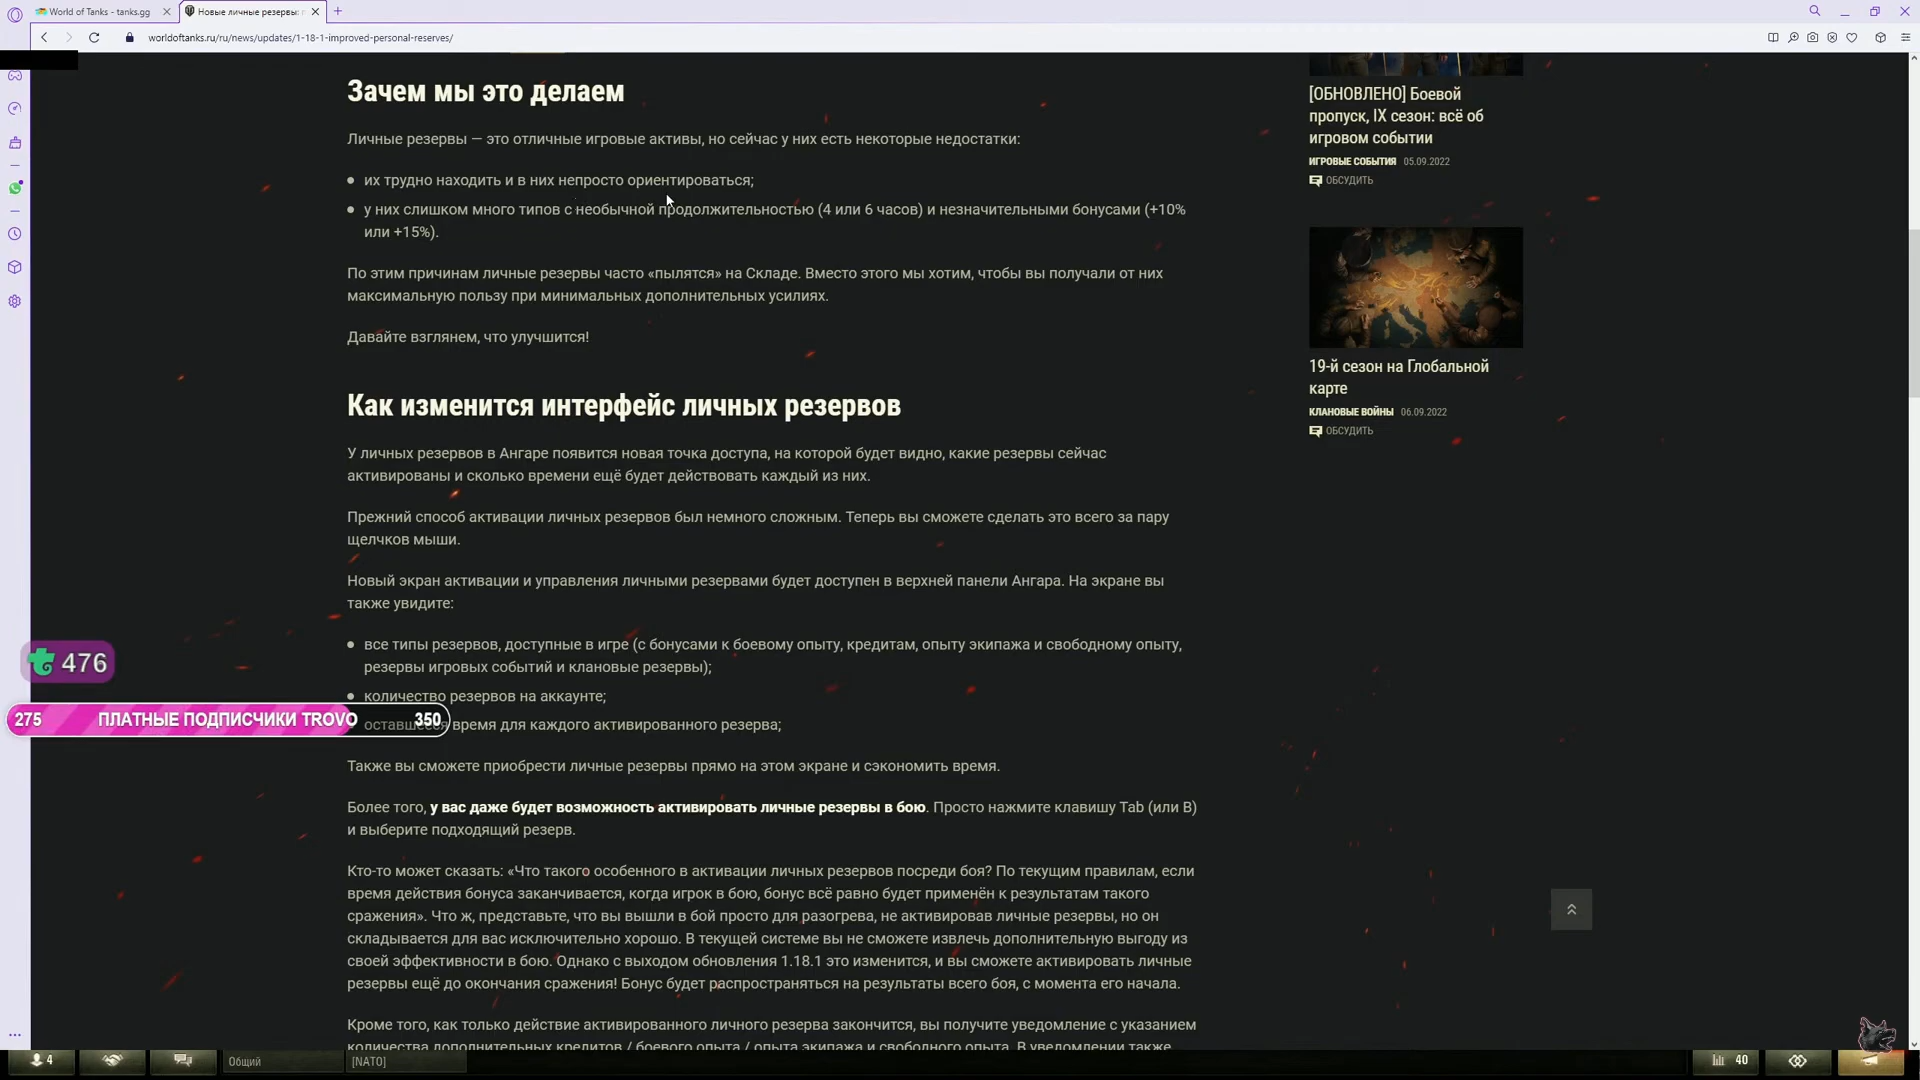 World of Tanks - tanks.gg
Новые личные резервы:
worldoftanks.ru/ru/news/updates/1-18-1-improved-personal-reserves/
Зачем мы это делаем
Личные резервы — это отличные игровые активы, но сейчас у них есть некоторые недостатки:
их трудно находить и в них непросто ориентироваться;
у них слишком много типов с необычной продолжительностью (4 или 6 часов) и незначительными бонусами (+10%
или +15%).
По этим причинам личные резервы часто «пылятся» на Складе. Вместо этого мы хотим, чтобы вы получали от них
максимальную пользу при минимальных дополнительных усилиях.
Давайте взглянем, что улучшится!
Как изменится интерфейс личных резервов
У личных резервов в Ангаре появится новая точка доступа, на которой будет видно, какие резервы сейчас
активированы и сколько времени ещё будет действовать каждый из них.
Прежний способ активации личных резервов был немного сложным. Теперь вы сможете сделать это всего за пару
щелчков мыши.
Новый экран активации и управления личными резервами будет доступен в верхней панели Ангара. На экране вы
также увидите:
все типы резервов, доступные в игре (с бонусами к боевому опыту, кредитам, опыту экипажа и свободному опыту,
резервы игровых событий и клановые резервы);
количество резервов на аккаунте;
оставшееся время для каждого активированного резерва;
Также вы сможете приобрести личные резервы прямо на этом экране и сэкономить время.
Более того, у вас даже будет возможность активировать личные резервы в бою. Просто нажмите клавишу Tab (или B)
и выберите подходящий резерв.
Кто-то может сказать: «Что такого особенного в активации личных резервов посреди боя? По текущим правилам, если
время действия бонуса заканчивается, когда игрок в бою, бонус всё равно будет применён к результатам такого
сражения». Что ж, представьте, что вы вышли в бой просто для разогрева, не активировав личные резервы, но он
складывается для вас исключительно хорошо. В текущей системе вы не сможете извлечь дополнительную выгоду из
своей эффективности в бою. Однако с выходом обновления 1.18.1 это изменится, и вы сможете активировать личные
резервы ещё до окончания сражения! Бонус будет распространяться на результаты всего боя, с момента его начала.
Кроме того, как только действие активированного личного резерва закончится, вы получите уведомление с указанием
количества дополнительных кредитов / боевого опыта / опыта экипажа и свободного опыта. В уведомлении также
[ОБНОВЛЕНО] Боевой
пропуск, IX сезон: всё об
игровом событии
ИГРОВЫЕ СОБЫТИЯ 05.09.2022
ОБСУДИТЬ
19-й сезон на Глобальной
карте
КЛАНОВЫЕ ВОЙНЫ 06.09.2022
ОБСУДИТЬ
476
275 ПЛАТНЫЕ ПОДПИСЧИКИ TROVO 350
4
Общий
[NATO]
40